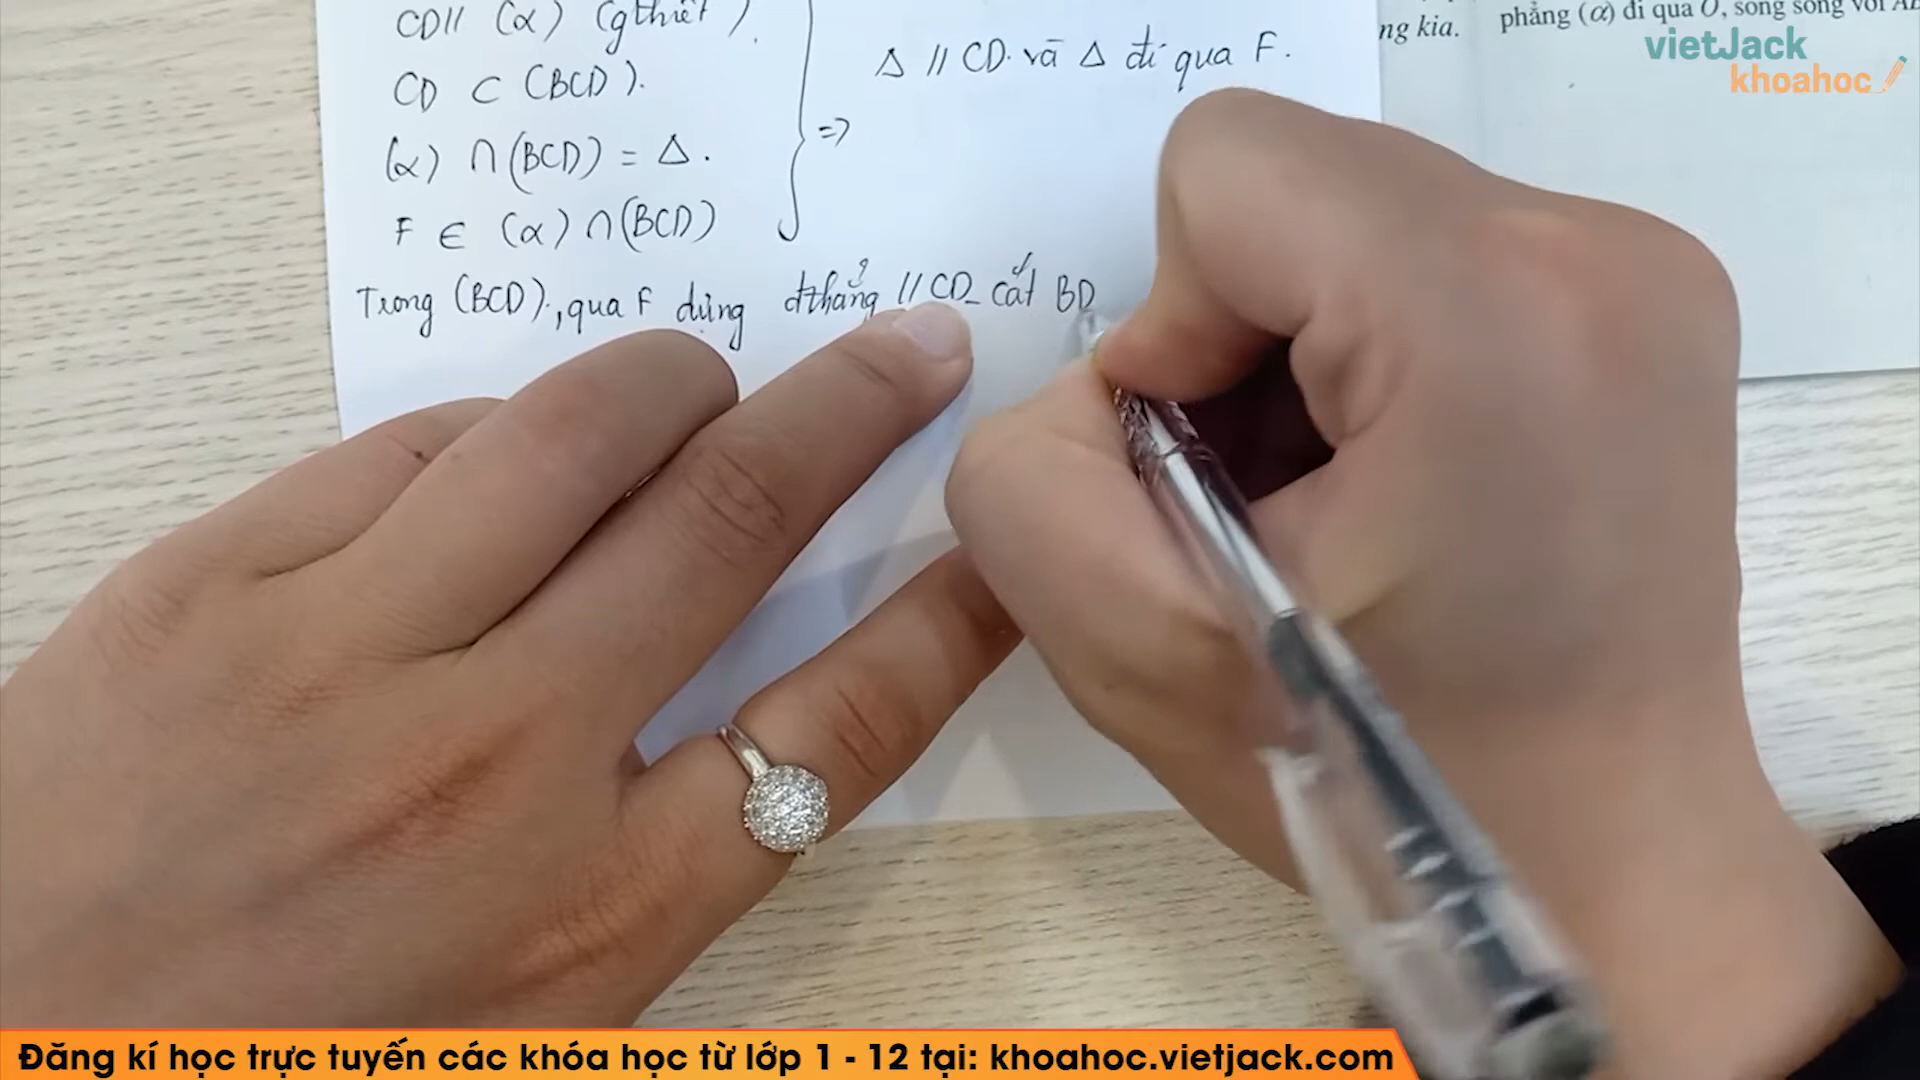 CD // (α) (gthiết).
CD ⊂ (BCD).
(α) ∩ (BCD) = Δ.
F ∈ (α) ∩ (BCD)
=>
Δ // CD. và Δ đi qua F.
Trong (BCD), qua F dựng đthẳng // CD cắt BD
ng kia.
phẳng (α) đi qua O, song song với AB
vietJack
khoahoc
Đăng kí học trực tuyến các khóa học từ lớp 1 - 12 tại: khoahoc.vietjack.com